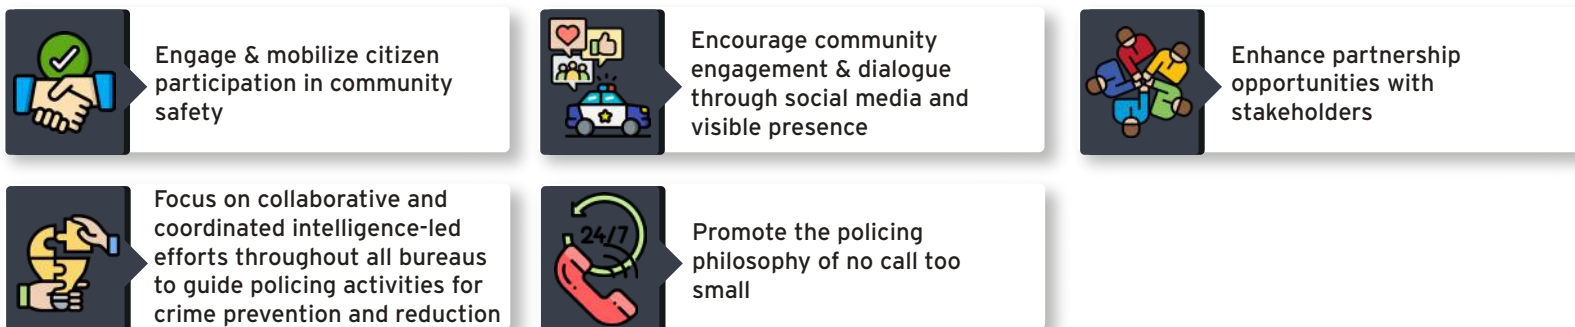 Engage & mobilize citizen
participation in community
safety
Encourage community
engagement & dialogue
through social media and
visible presence
Enhance partnership
opportunities with
stakeholders
Focus on collaborative and
coordinated intelligence-led
efforts throughout all bureaus
to guide policing activities for
crime prevention and reduction
24/7
Promote the policing
philosophy of no call too
small